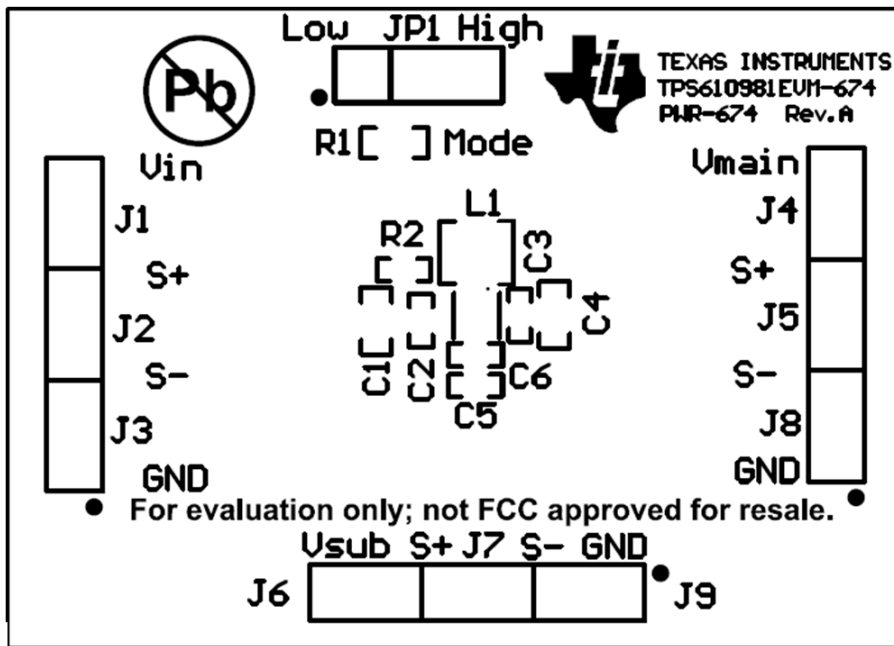 Low JP1 High
Pb
TEXAS INSTRUMENTS
TPS610981EVM-674
PWR-674 Rev.A
R1 Mode
Vin
Vmain
J1
L1
J4
R2
C3
S+
S+
J2
C4
J5
C1
C2
C6
S-
S-
C5
J3
J8
GND
GND
For evaluation only; not FCC approved for resale.
Vsub S+ J7 S- GND
J6
J9